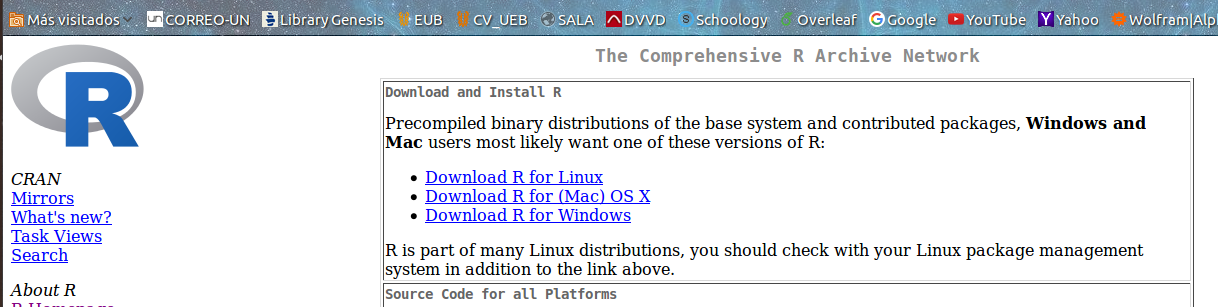 Más visitados CORREO-UN Library Genesis EUB CV_UEB SALA DVVD Schoology Overleaf Google YouTube Yahoo Wolfram|Alp
R
The Comprehensive R Archive Network
Download and Install R
Precompiled binary distributions of the base system and contributed packages, Windows and
Mac users most likely want one of these versions of R:
Download R for Linux
Download R for (Mac) OS X
Download R for Windows
R is part of many Linux distributions, you should check with your Linux package management
system in addition to the link above.
Source Code for all Platforms
CRAN
Mirrors
What's new?
Task Views
Search
About R
R Homepage